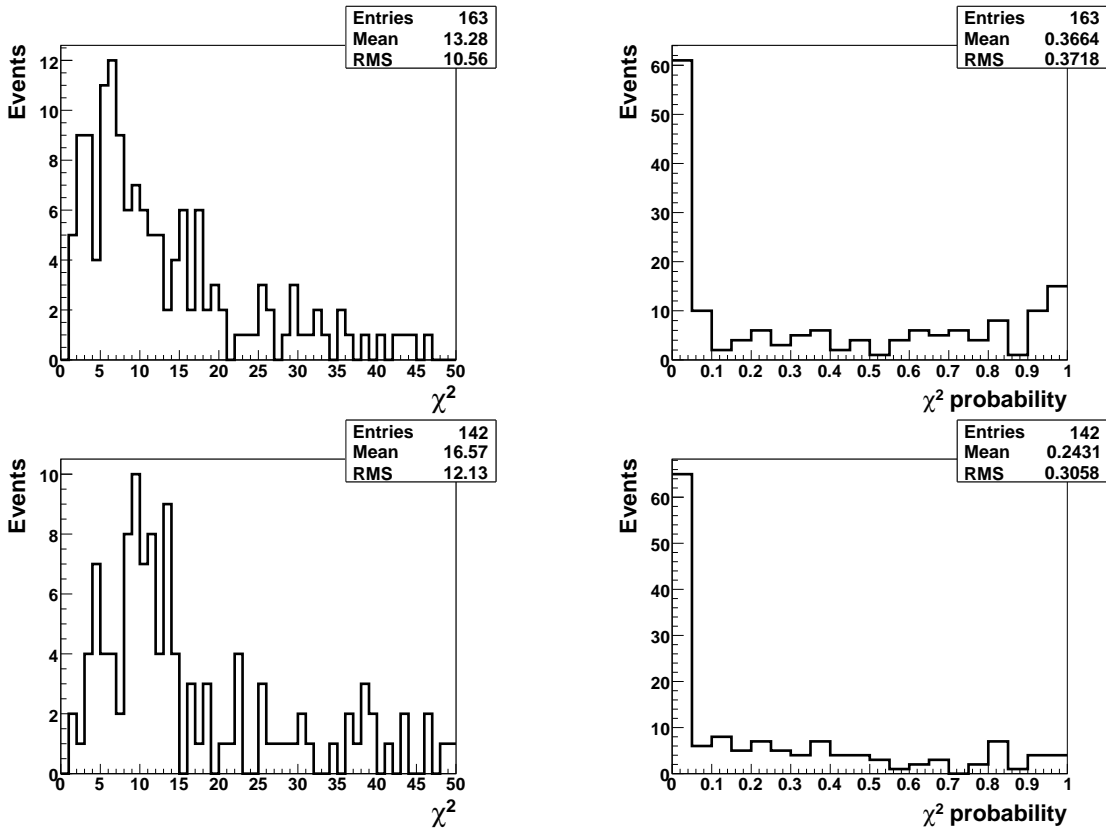 Entries 163
Mean 13.28
RMS 10.56
Events
12
10
8
6
4
2
0
0 5 10 15 20 25 30 35 40 45 50
χ²
Entries 163
Mean 0.3664
RMS 0.3718
Events
60
50
40
30
20
10
0
0 0.1 0.2 0.3 0.4 0.5 0.6 0.7 0.8 0.9 1
χ² probability
Entries 142
Mean 16.57
RMS 12.13
Events
10
8
6
4
2
0
0 5 10 15 20 25 30 35 40 45 50
χ²
Entries 142
Mean 0.2431
RMS 0.3058
Events
60
50
40
30
20
10
0
0 0.1 0.2 0.3 0.4 0.5 0.6 0.7 0.8 0.9 1
χ² probability